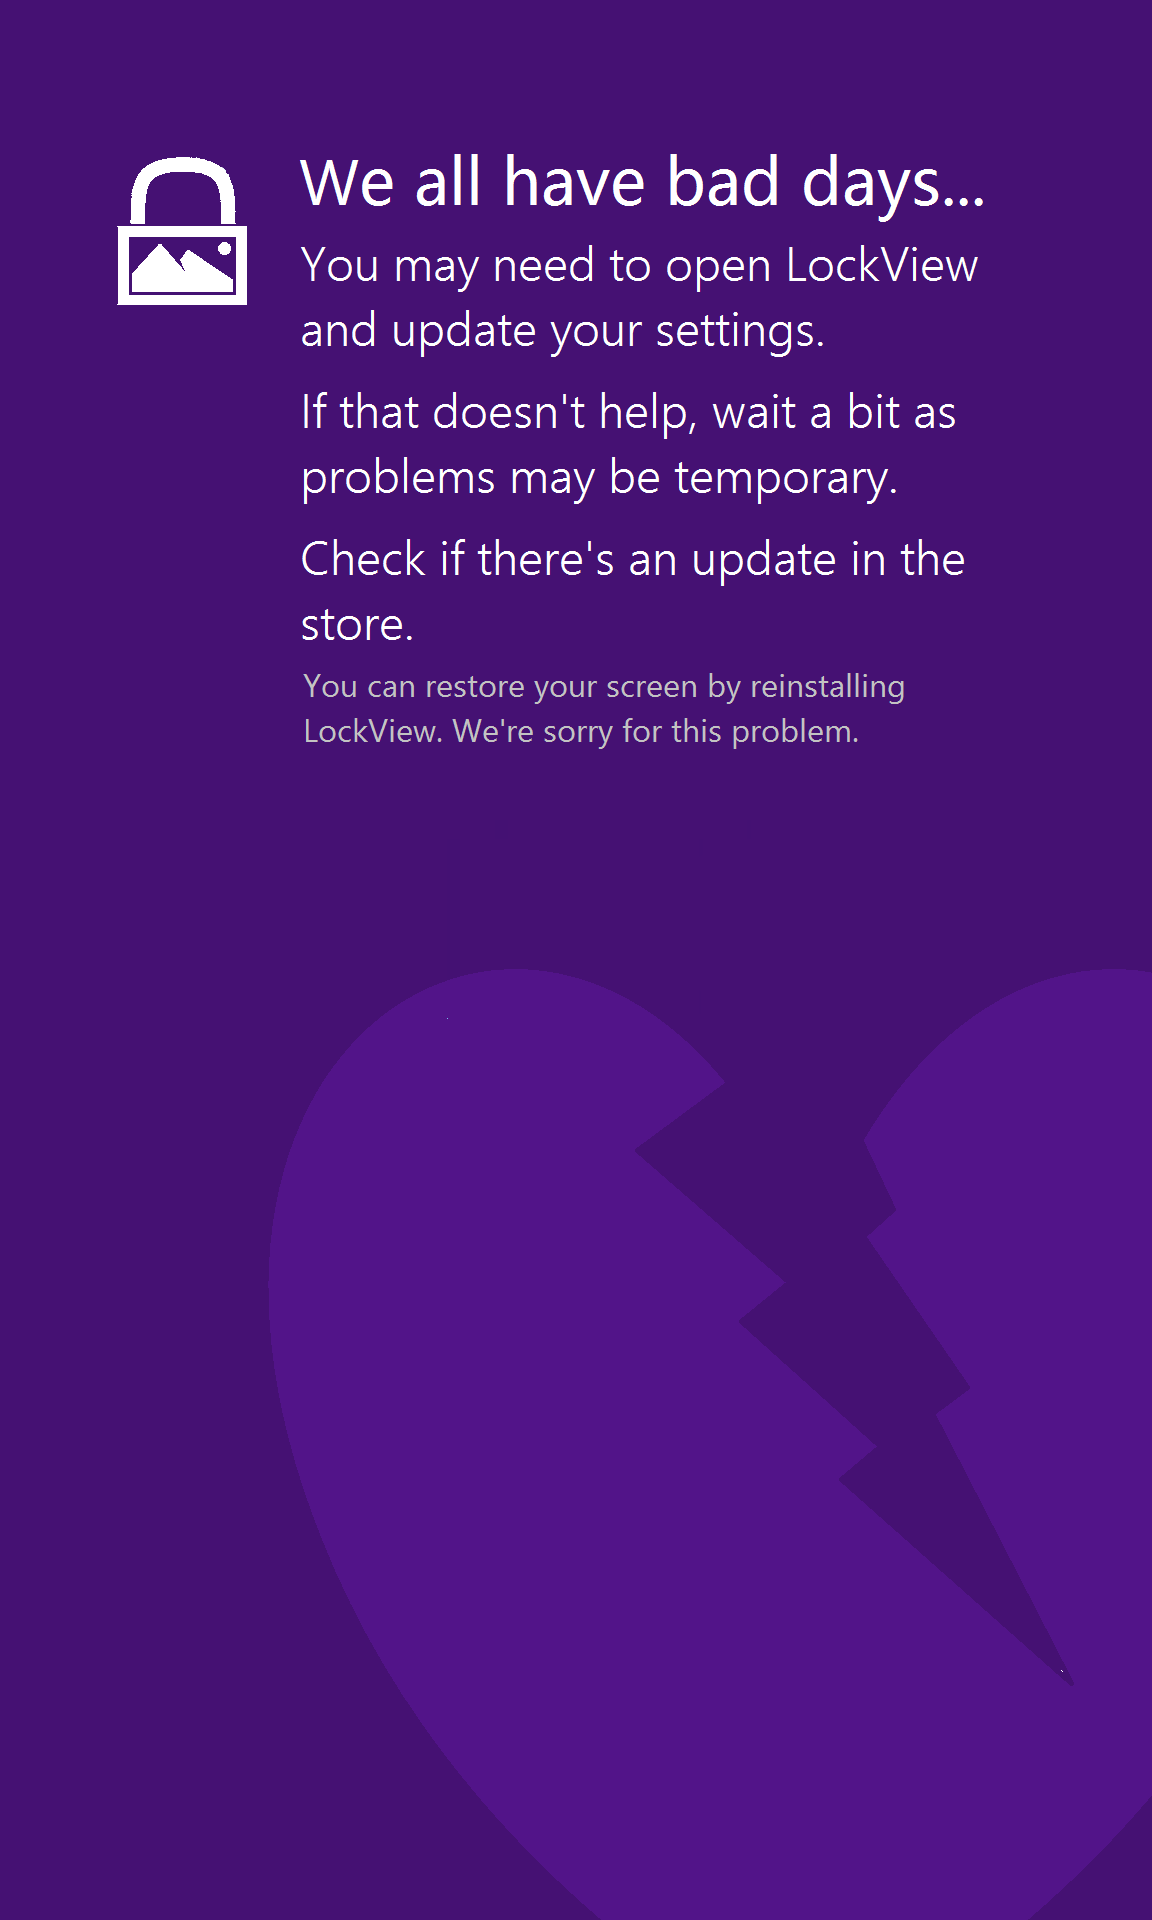 We all have bad days...
You may need to open LockView
and update your settings.
If that doesn't help, wait a bit as
problems may be temporary.
Check if there's an update in the
store.
You can restore your screen by reinstalling
LockView. We're sorry for this problem.